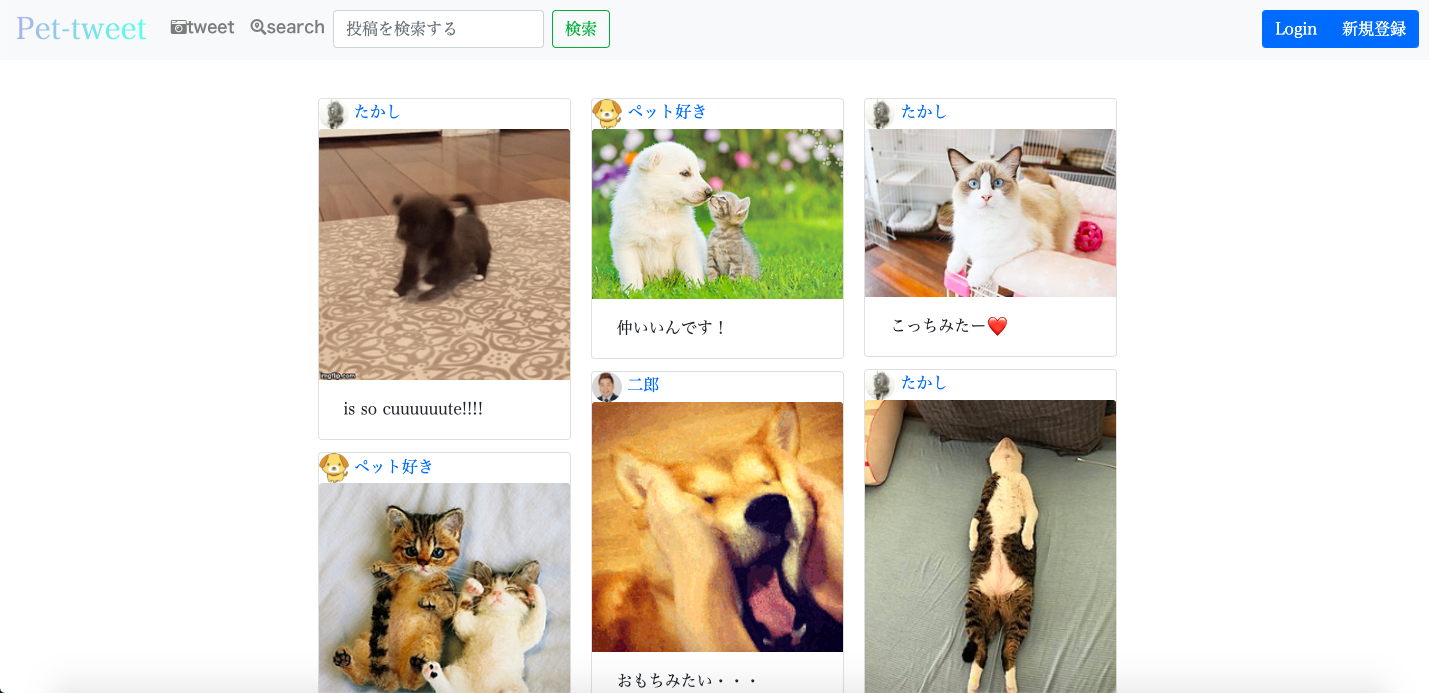 Pet-tweet tweet search 投稿を検索する 検索 Login 新規登録
たかし
imgflip.com
is so cuuuuuute!!!!
ペット好き
ペット好き
仲いいんです！
二郎
おもちみたい・・・
たかし
こっちみたー❤️
たかし